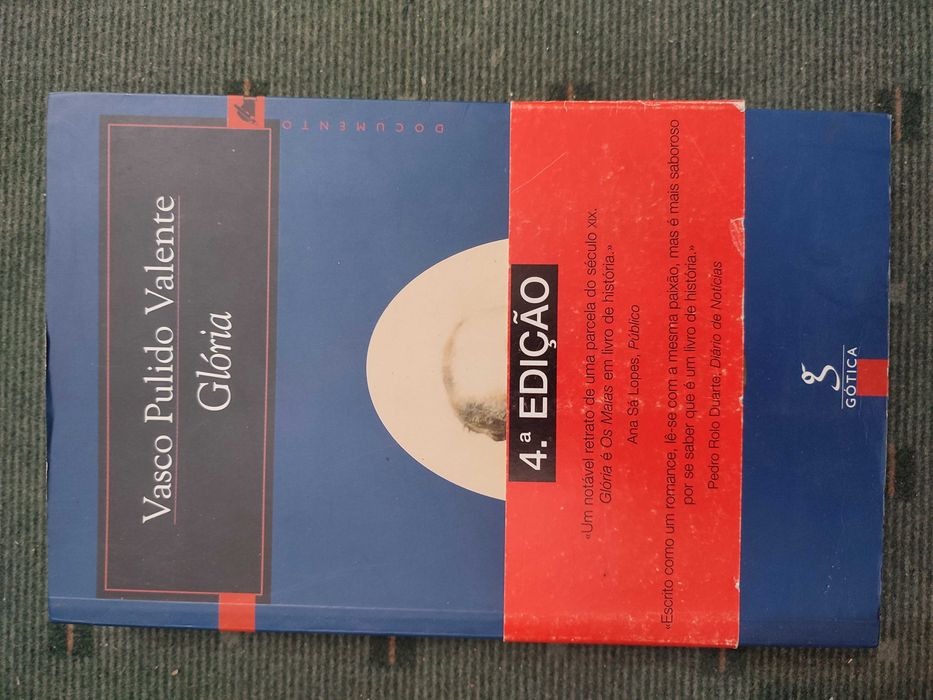 DOCUMENTO
Vasco Pulido Valente
Glória
4.ª EDIÇÃO
«Um notável retrato de uma parcela do século XIX.
Glória é Os Maias em livro de história.»
Ana Sá Lopes, Público
«Escrito como um romance, lê-se com a mesma paixão, mas é mais saboroso
por se saber que é um livro de história.»
Pedro Rolo Duarte, Diário de Notícias
g
GÓTICA